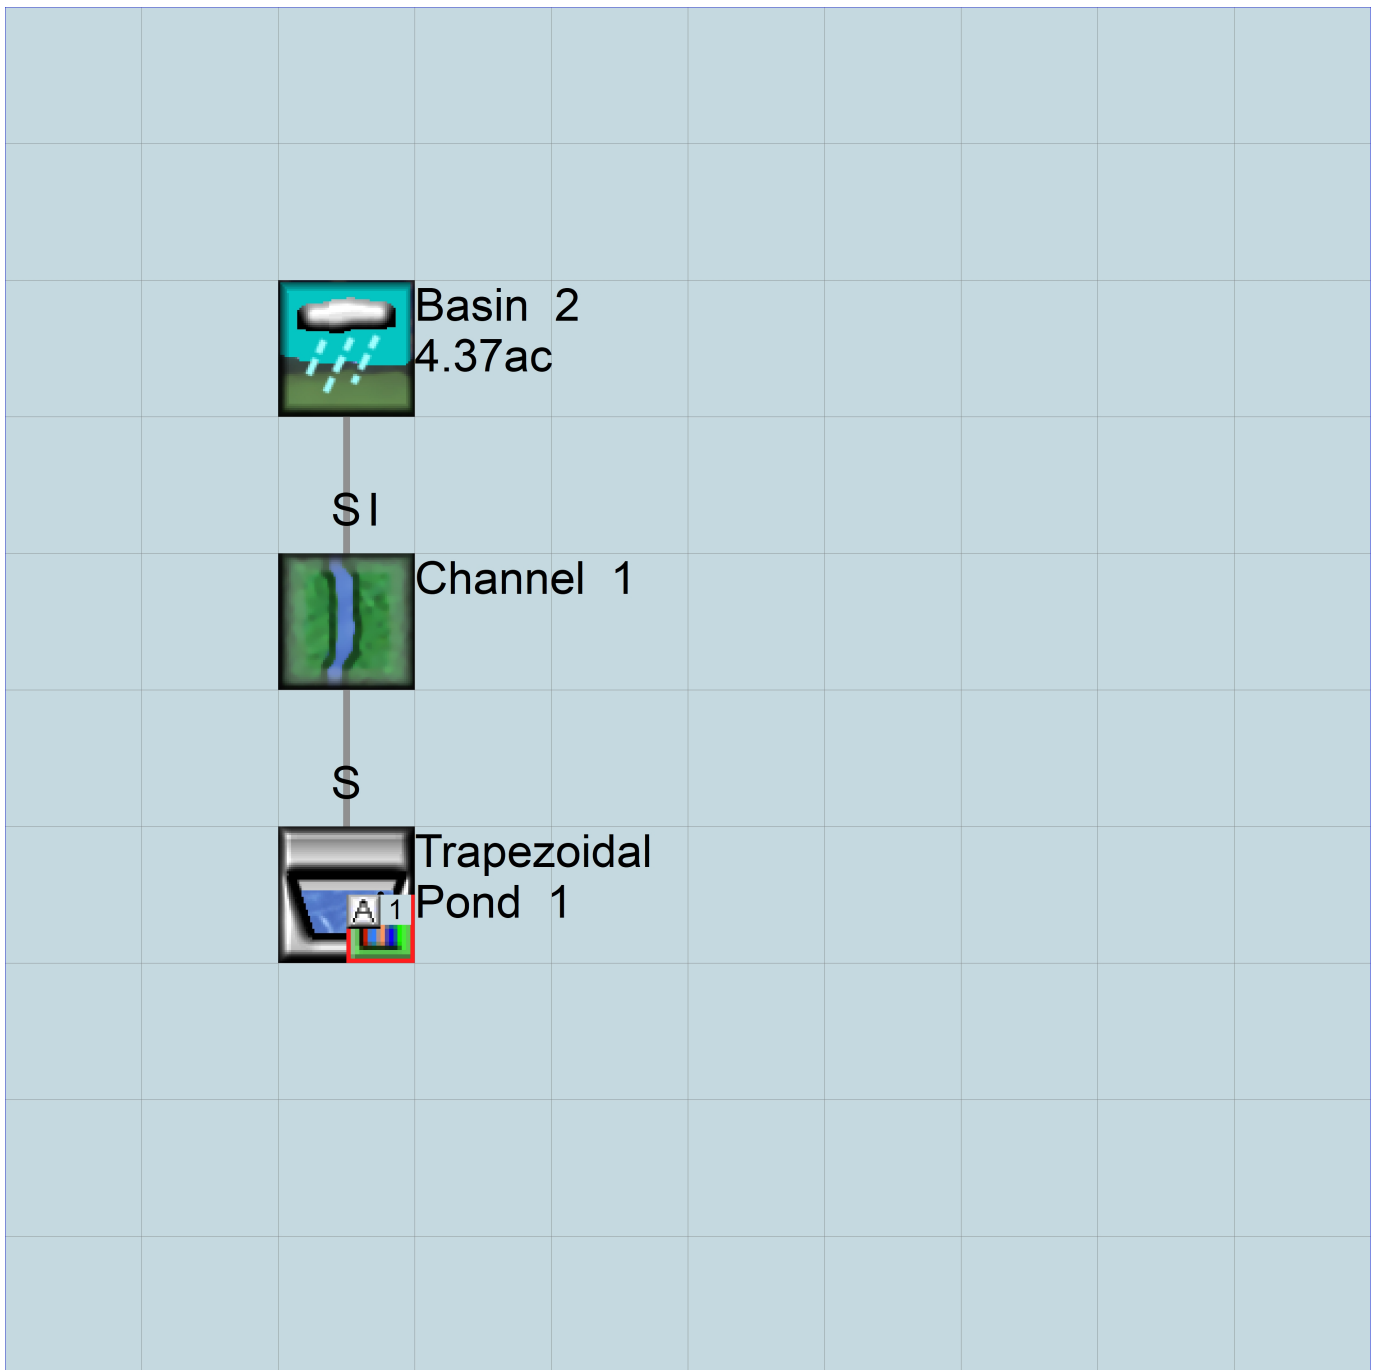 Basin 2
4.37ac
SI
Channel 1
S
Trapezoidal
Pond 1
A 1